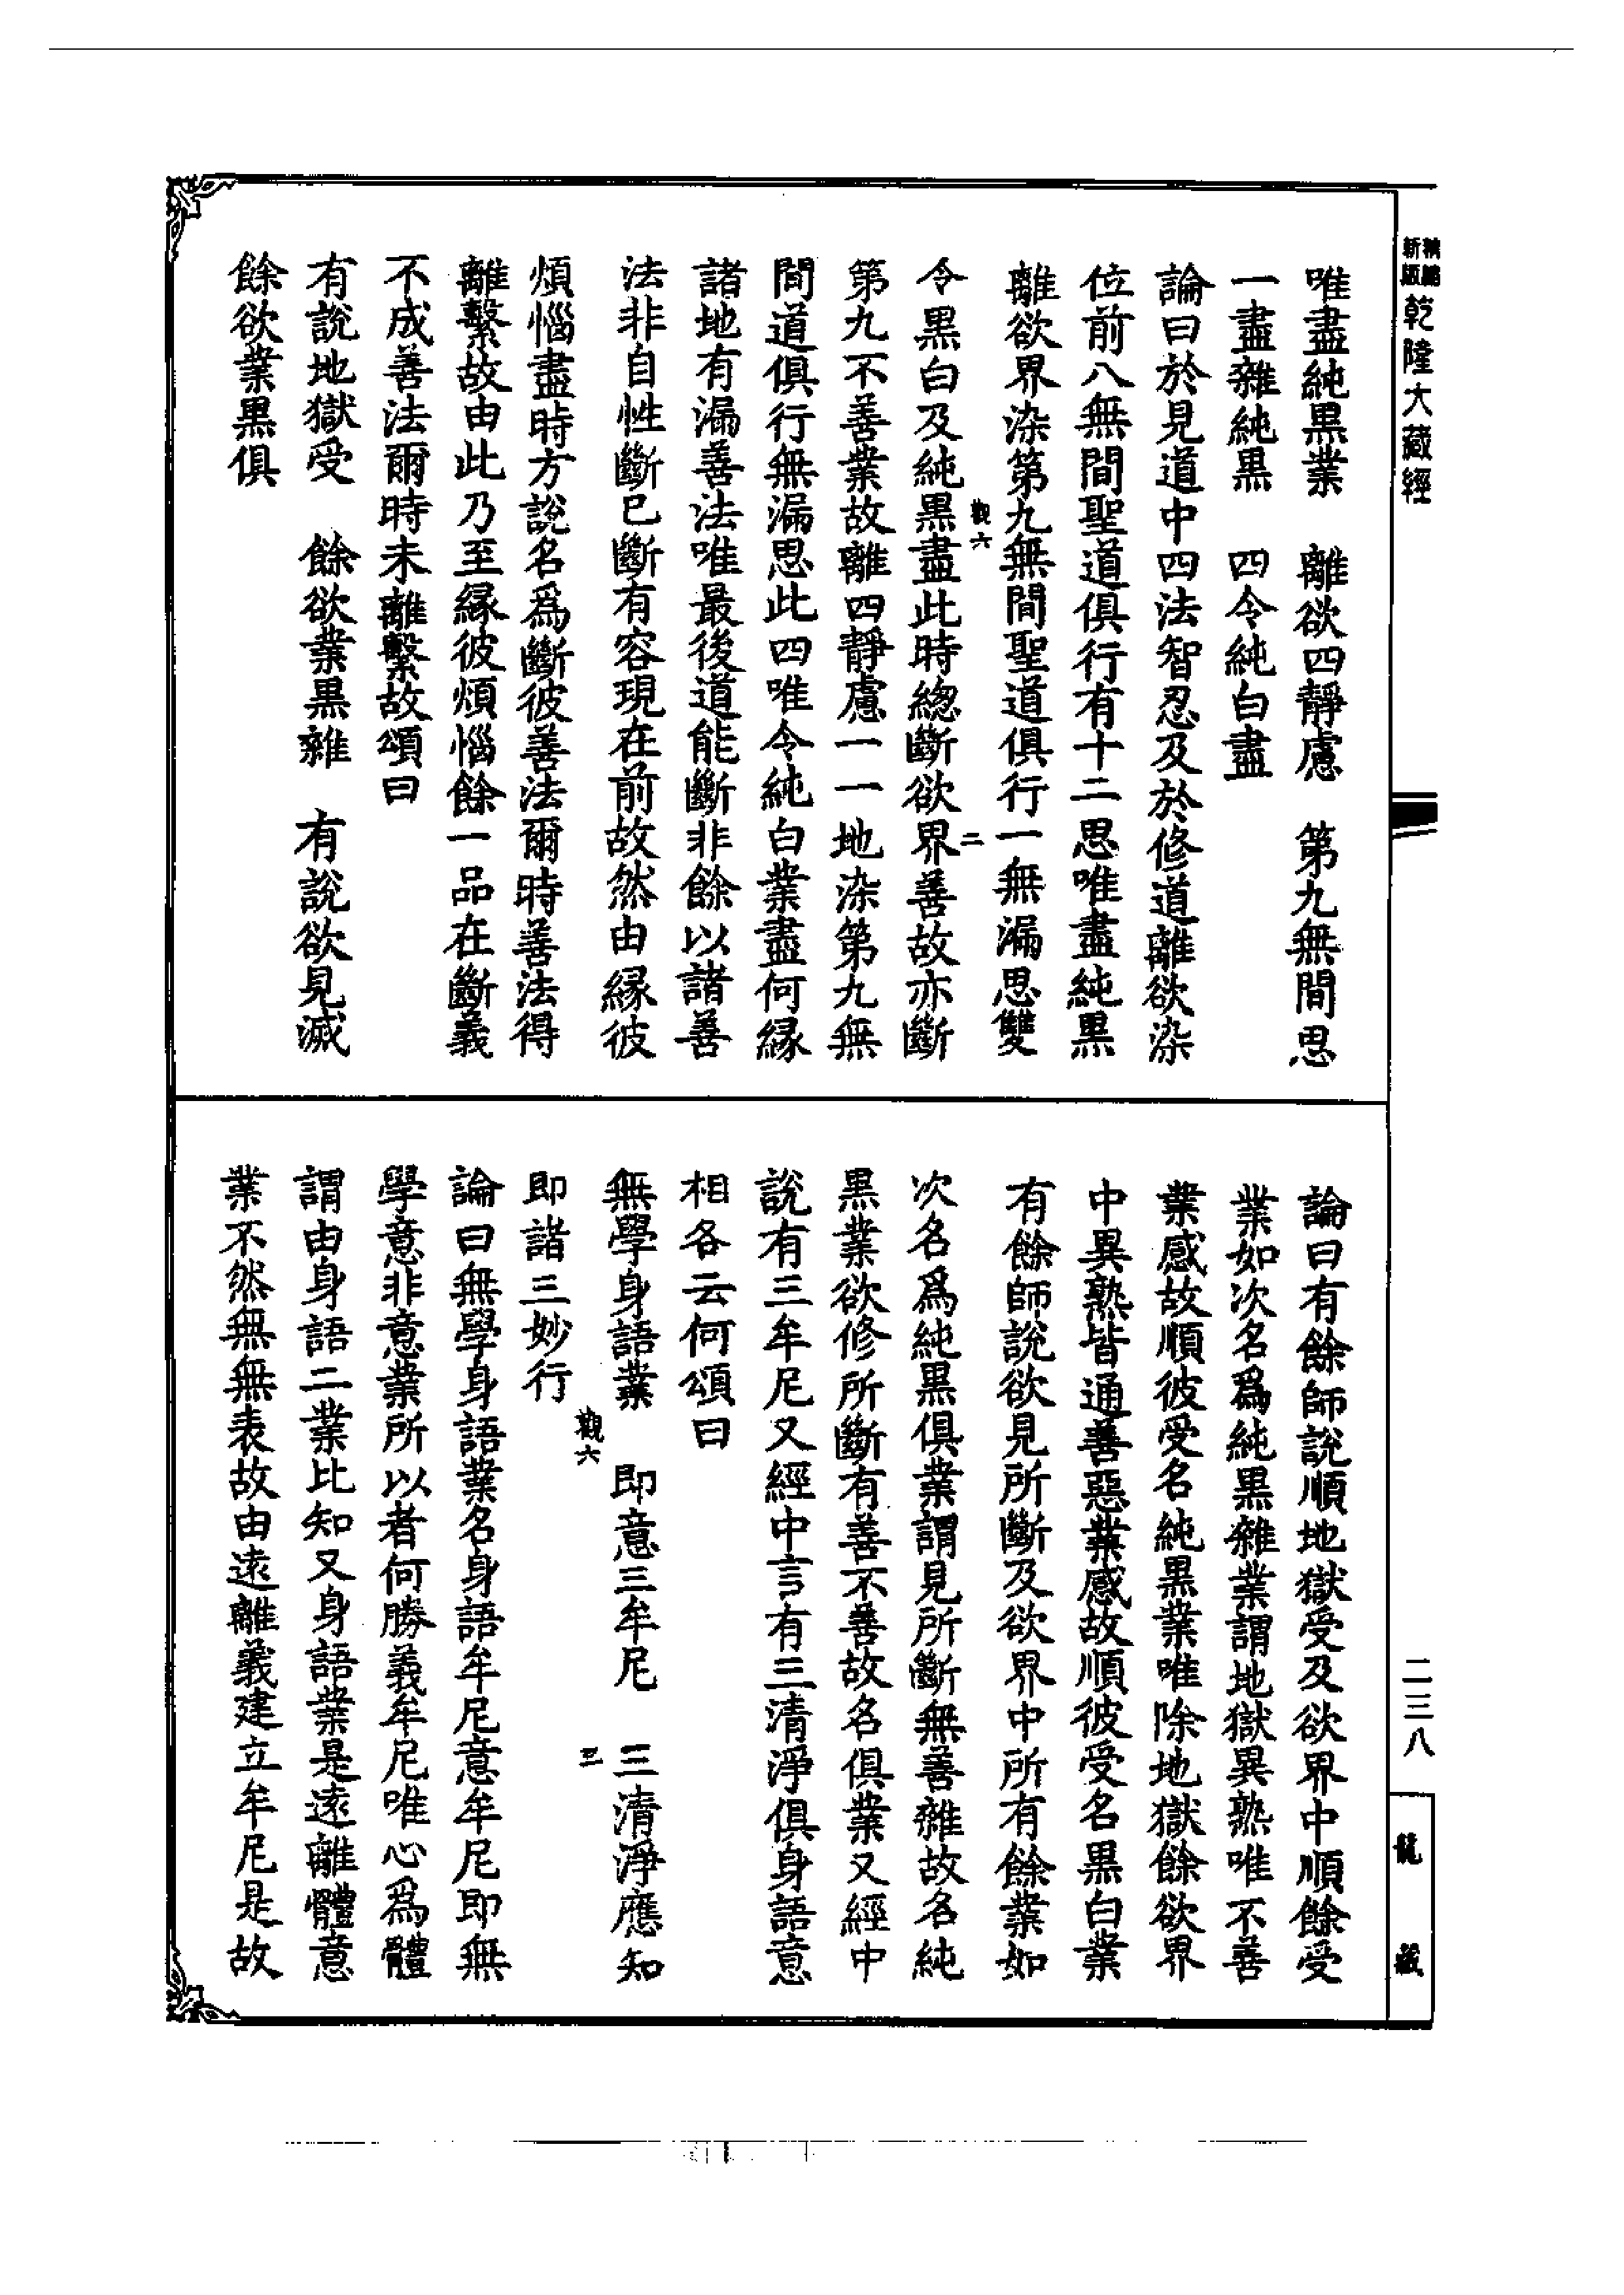 新版精縮乾隆大藏經
二三八
龍藏
唯盡純黑業　離欲四靜慮　第九無間思
一盡雜純黑　四令純白盡
論曰於見道中四法智忍及於修道離欲染
位前八無間聖道俱行有十二思唯盡純黑
離欲界染第九無間聖道俱行一無漏思雙
令黑白及純黑盡此時總斷欲界善故亦斷
觀六　二
第九不善業故離四靜慮一一地染第九無
間道俱行無漏思此四唯令純白業盡何緣
諸地有漏善法唯最後道能斷非餘以諸善
法非自性斷已斷有容現在前故然由緣彼
煩惱盡時方說名爲斷彼善法爾時善法得
離繫故由此乃至緣彼煩惱餘一品在斷義
不成善法爾時未離繫故頌曰
有說地獄受　餘欲業黑雜　有說欲見滅
餘欲業黑俱
論曰有餘師說順地獄受及欲界中順餘受
業如次名爲純黑雜業謂地獄異熟唯不善
業感故順彼受名純黑業唯除地獄餘欲界
中異熟皆通善惡業感故順彼受名黑白業
有餘師說欲見所斷及欲界中所有餘業如
次名爲純黑俱業謂見所斷無善雜故名純
黑業欲修所斷有善不善故名俱業又經中
說有三牟尼又經中言有三清淨俱身語意
相各云何頌曰
無學身語業　即意三牟尼　三清淨應知
觀六　三
即諸三妙行
論曰無學身語業名身語牟尼意牟尼即無
學意非意業所以者何勝義牟尼唯心爲體
謂由身語二業比知又身語業是遠離體意
業不然無無表故由遠離義建立牟尼是故